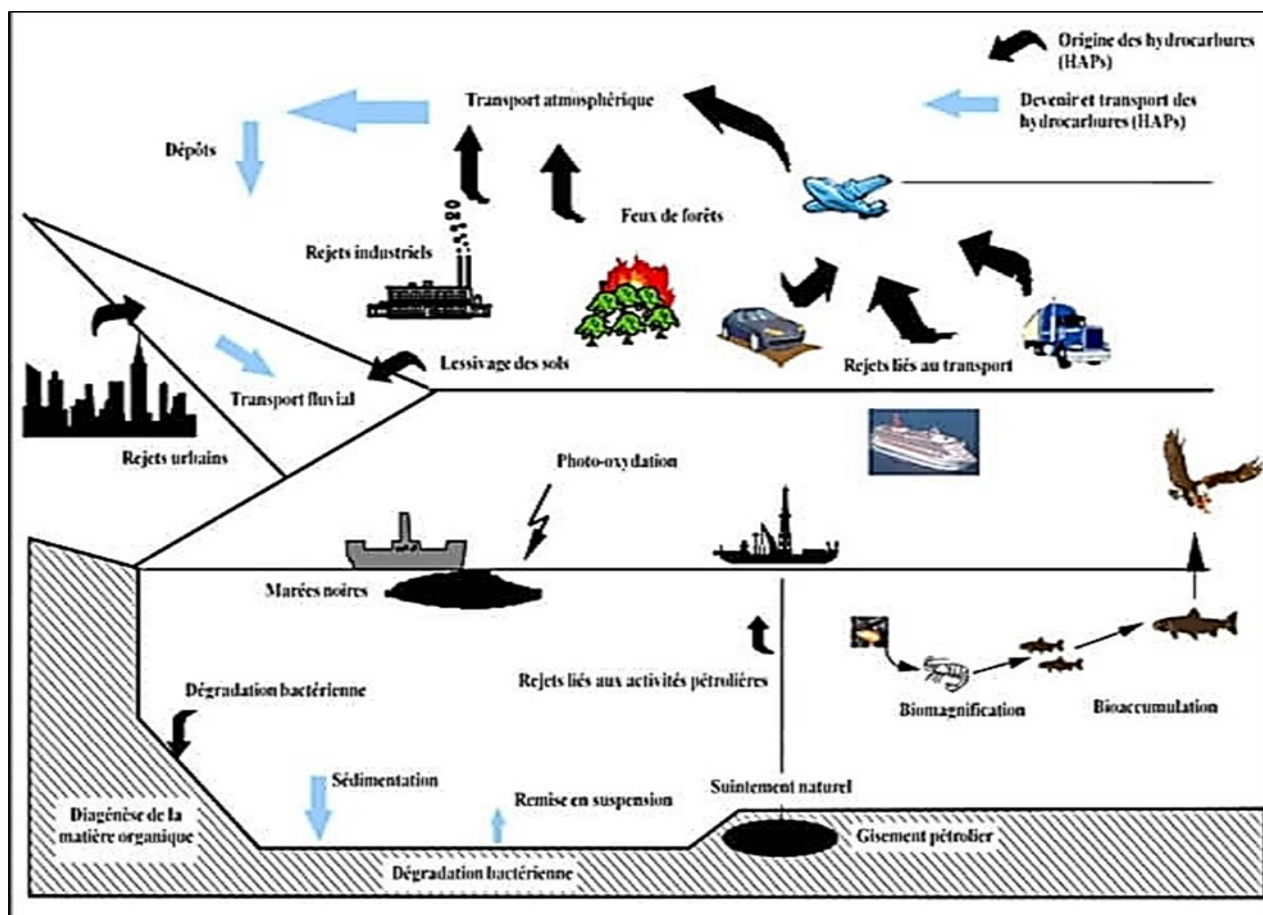 Origine des hydrocarbures
(HAPs)
Transport atmosphérique
Devenir et transport des
hydrocarbures (HAPs)
Dépôts
Feux de forêts
Rejets industriels
Lessivage des sols
Rejets liés au transport
Transport fluvial
Rejets urbains
Photo-oxydation
Marées noires
Dégradation bactérienne
Rejets liés aux activités pétrolières
Biomagnification
Bioaccumulation
Sédimentation
Remise en suspension
Suintement naturel
Diagénèse de la
matière organique
Gisement pétrolier
Dégradation bactérienne